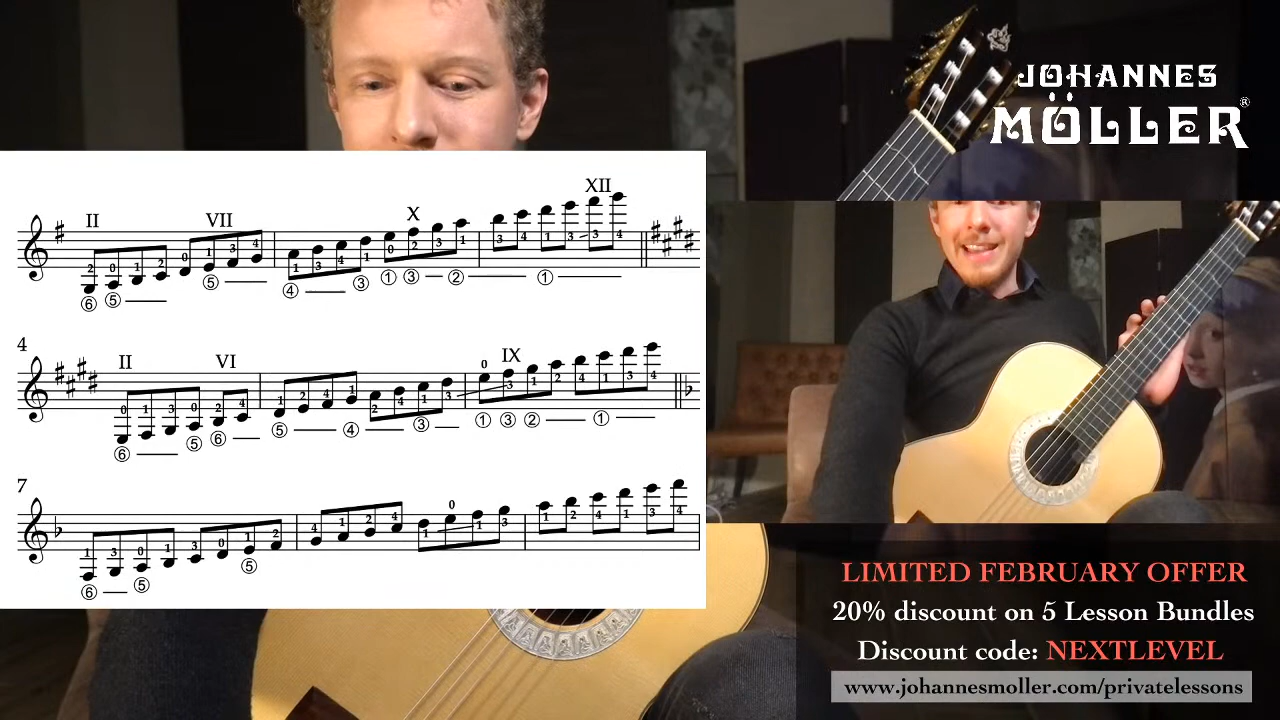 JOHANNES
MÖLLER®
II VII X XII
4
II VI IX
7
LIMITED FEBRUARY OFFER
20% discount on 5 Lesson Bundles
Discount code: NEXTLEVEL
www.johannesmoller.com/privatelessons